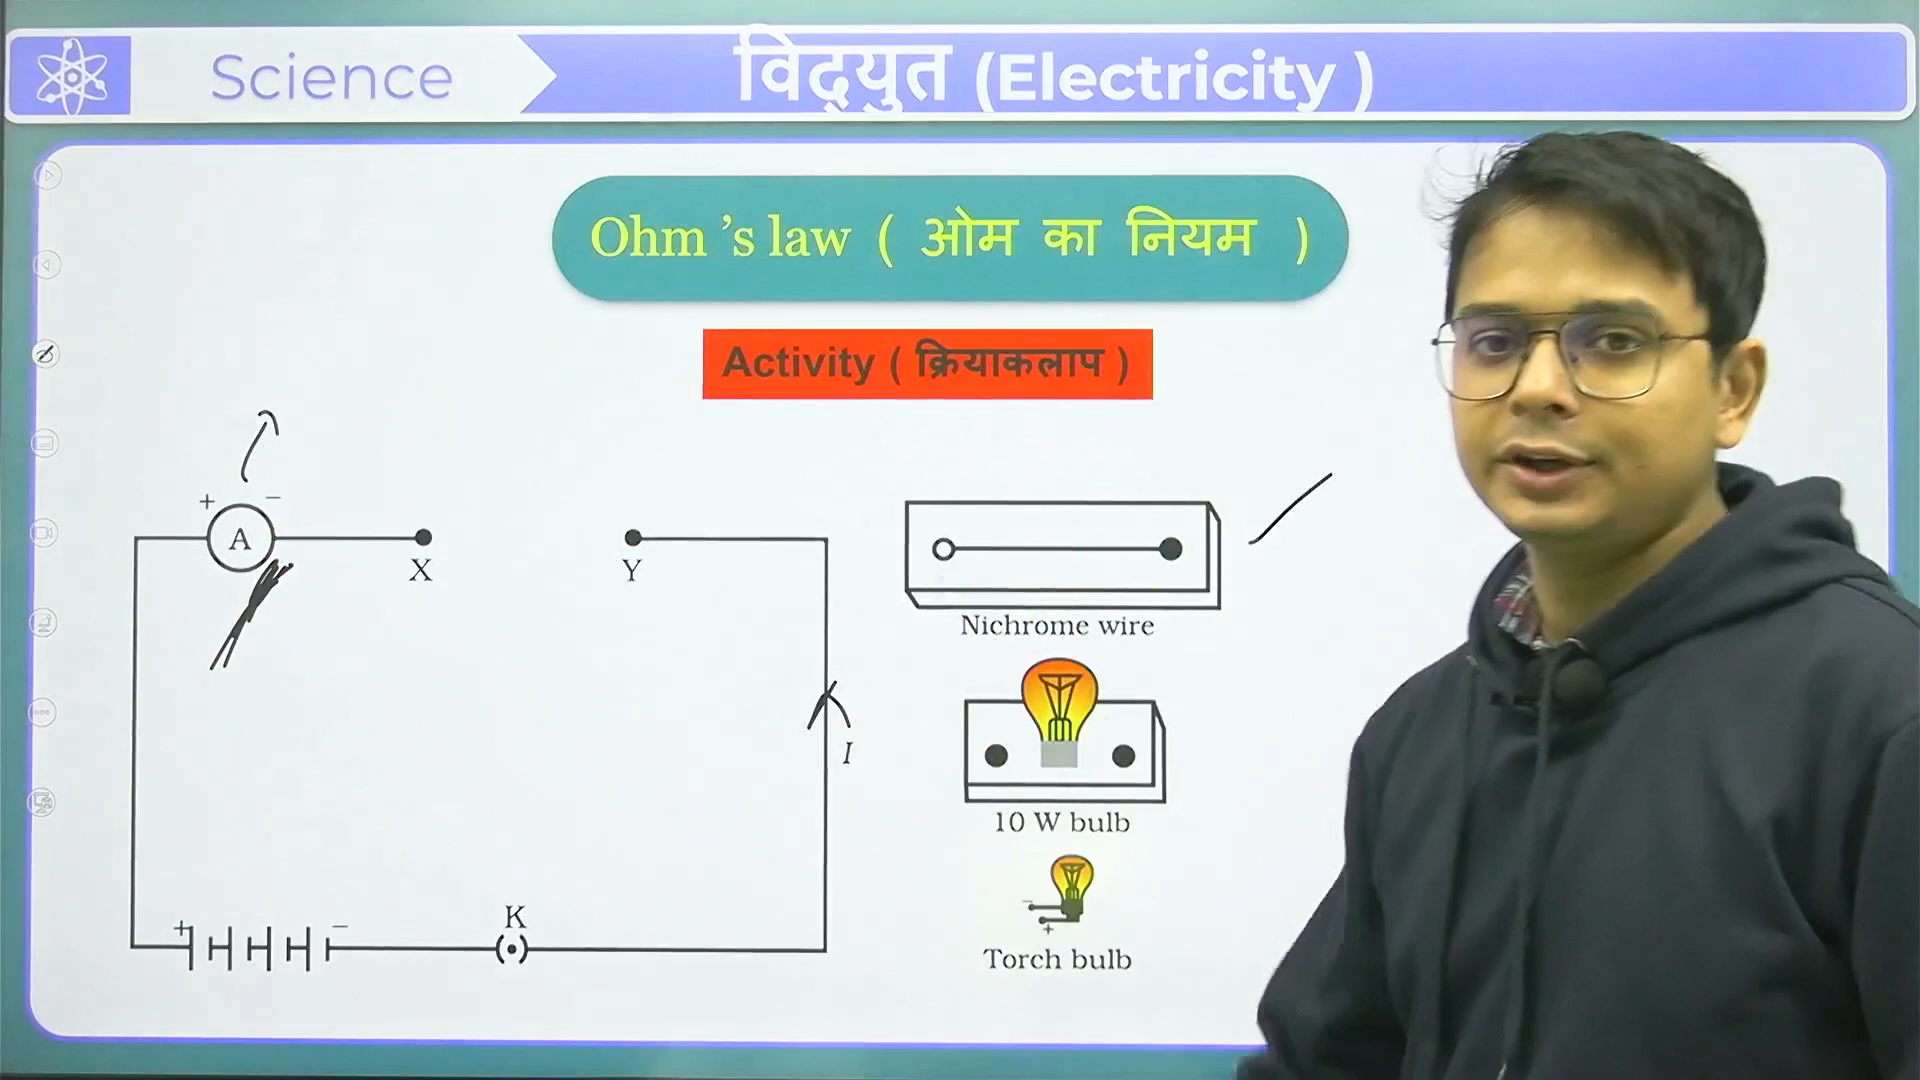 Science
विद्युत (Electricity )
Ohm 's law ( ओम का नियम )
Activity ( क्रियाकलाप )
+ −
A
X
Y
Nichrome wire
I
10 W bulb
K
+ −
− +
Torch bulb